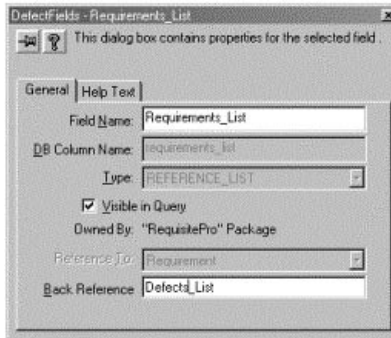 DefectFields - Requirements_List
This dialog box contains properties for the selected field .
General Help Text
Field Name: Requirements_List
DB Column Name: requirements_list
Type: REFERENCE_LIST
Visible in Query
Owned By: "RequisitePro" Package
Reference To: Requirement
Back Reference Defects_List